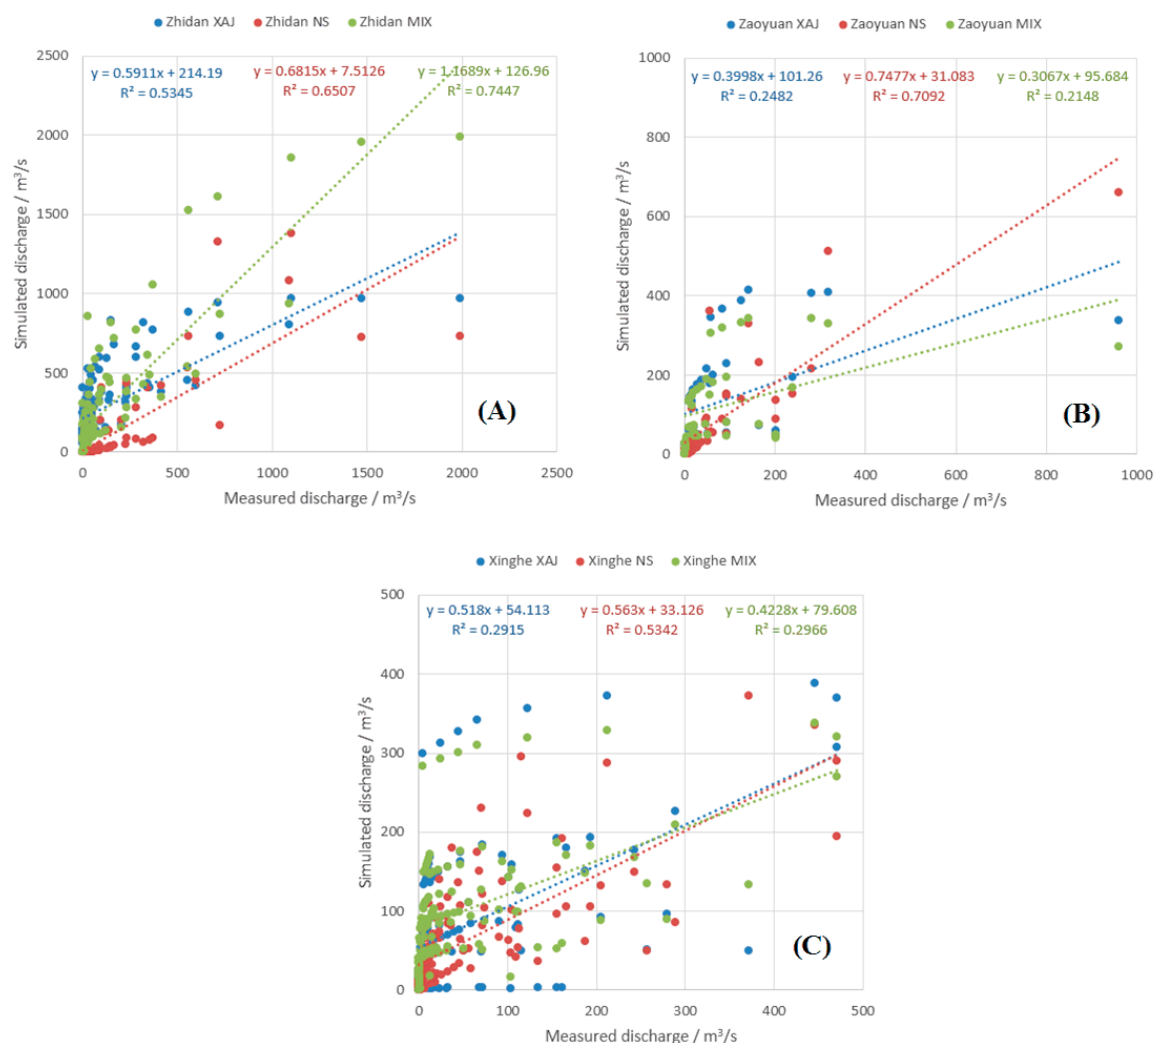 Zhidan XAJ Zhidan NS Zhidan MIX
2500
2000
1500
1000
500
0
y = 0.5911x + 214.19 y = 0.6815x + 7.5126 y = 1.1689x + 126.96
R² = 0.5345 R² = 0.6507 R² = 0.7447
(A)
0 500 1000 1500 2000 2500
Measured discharge / m³/s
Simulated discharge / m³/s
Zaoyuan XAJ Zaoyuan NS Zaoyuan MIX
1000
800
600
400
200
0
y = 0.3998x + 101.26 y = 0.7477x + 31.083 y = 0.3067x + 95.684
R² = 0.2482 R² = 0.7092 R² = 0.2148
(B)
0 200 400 600 800 1000
Measured discharge / m³/s
Simulated discharge / m³/s
Xinghe XAJ Xinghe NS Xinghe MIX
500
400
300
200
100
0
y = 0.518x + 54.113 y = 0.563x + 33.126 y = 0.4228x + 79.608
R² = 0.2915 R² = 0.5342 R² = 0.2966
(C)
0 100 200 300 400 500
Measured discharge / m³/s
Simulated discharge / m³/s